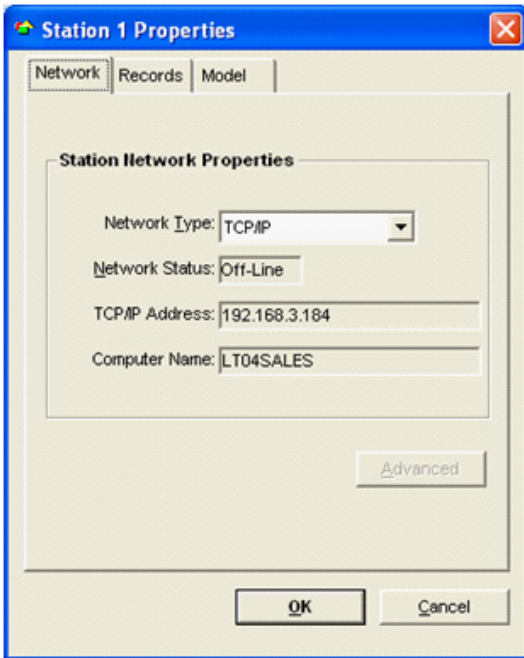 Station 1 Properties
Network Records Model
Station Network Properties
Network Type: TCP/IP
Network Status: Off-Line
TCP/IP Address: 192.168.3.184
Computer Name: LT04SALES
Advanced
OK Cancel